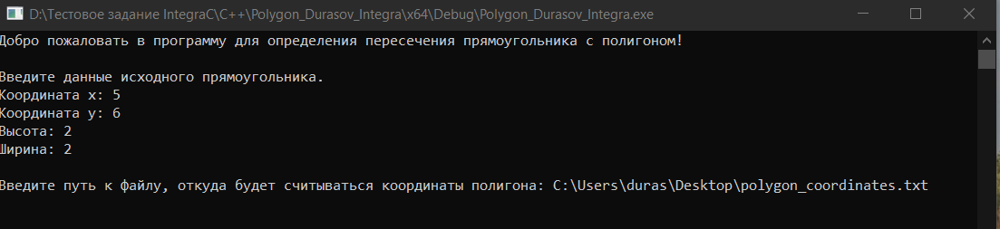 D:\Тестовое задание IntegraC\C++\Polygon_Durasov_Integra\x64\Debug\Polygon_Durasov_Integra.exe
Добро пожаловать в программу для определения пересечения прямоугольника с полигоном!
Введите данные исходного прямоугольника.
Координата x: 5
Координата y: 6
Высота: 2
Ширина: 2
Введите путь к файлу, откуда будет считываться координаты полигона: C:\Users\duras\Desktop\polygon_coordinates.txt